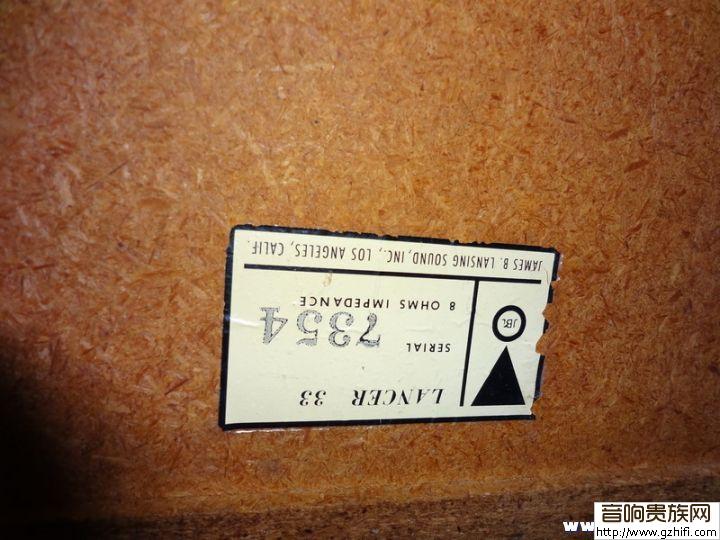 LANCER 33
SERIAL 7354
8 OHMS IMPEDANCE
JBL
JAMES B. LANSING SOUND, INC., LOS ANGELES, CALIF.
音响贵族网
http://www.gzhifi.com